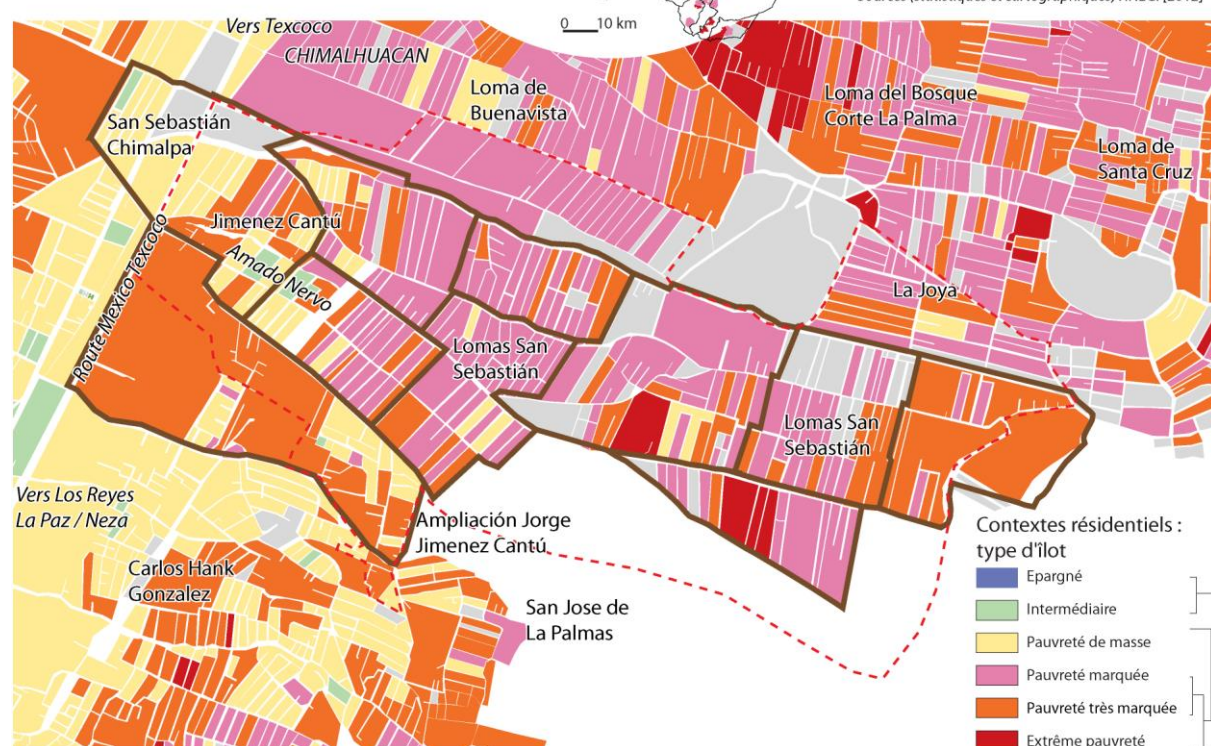 0 10 km
Vers Texcoco
CHIMALHUACAN
Loma de
Buenavista
Loma del Bosque
Corte La Palma
Loma de
Santa Cruz
San Sebastián
Chimalpa
Jimenez Cantú
Amado Nervo
Route Mexico-Texcoco
La Joya
Lomas San
Sebastián
Lomas San
Sebastián
Vers Los Reyes
La Paz / Neza
Ampliación Jorge
Jimenez Cantú
Carlos Hank
Gonzalez
San Jose de
La Palmas
Contextes résidentiels :
type d'îlot
Epargné
Intermédiaire
Pauvreté de masse
Pauvreté marquée
Pauvreté très marquée
Extrême pauvreté